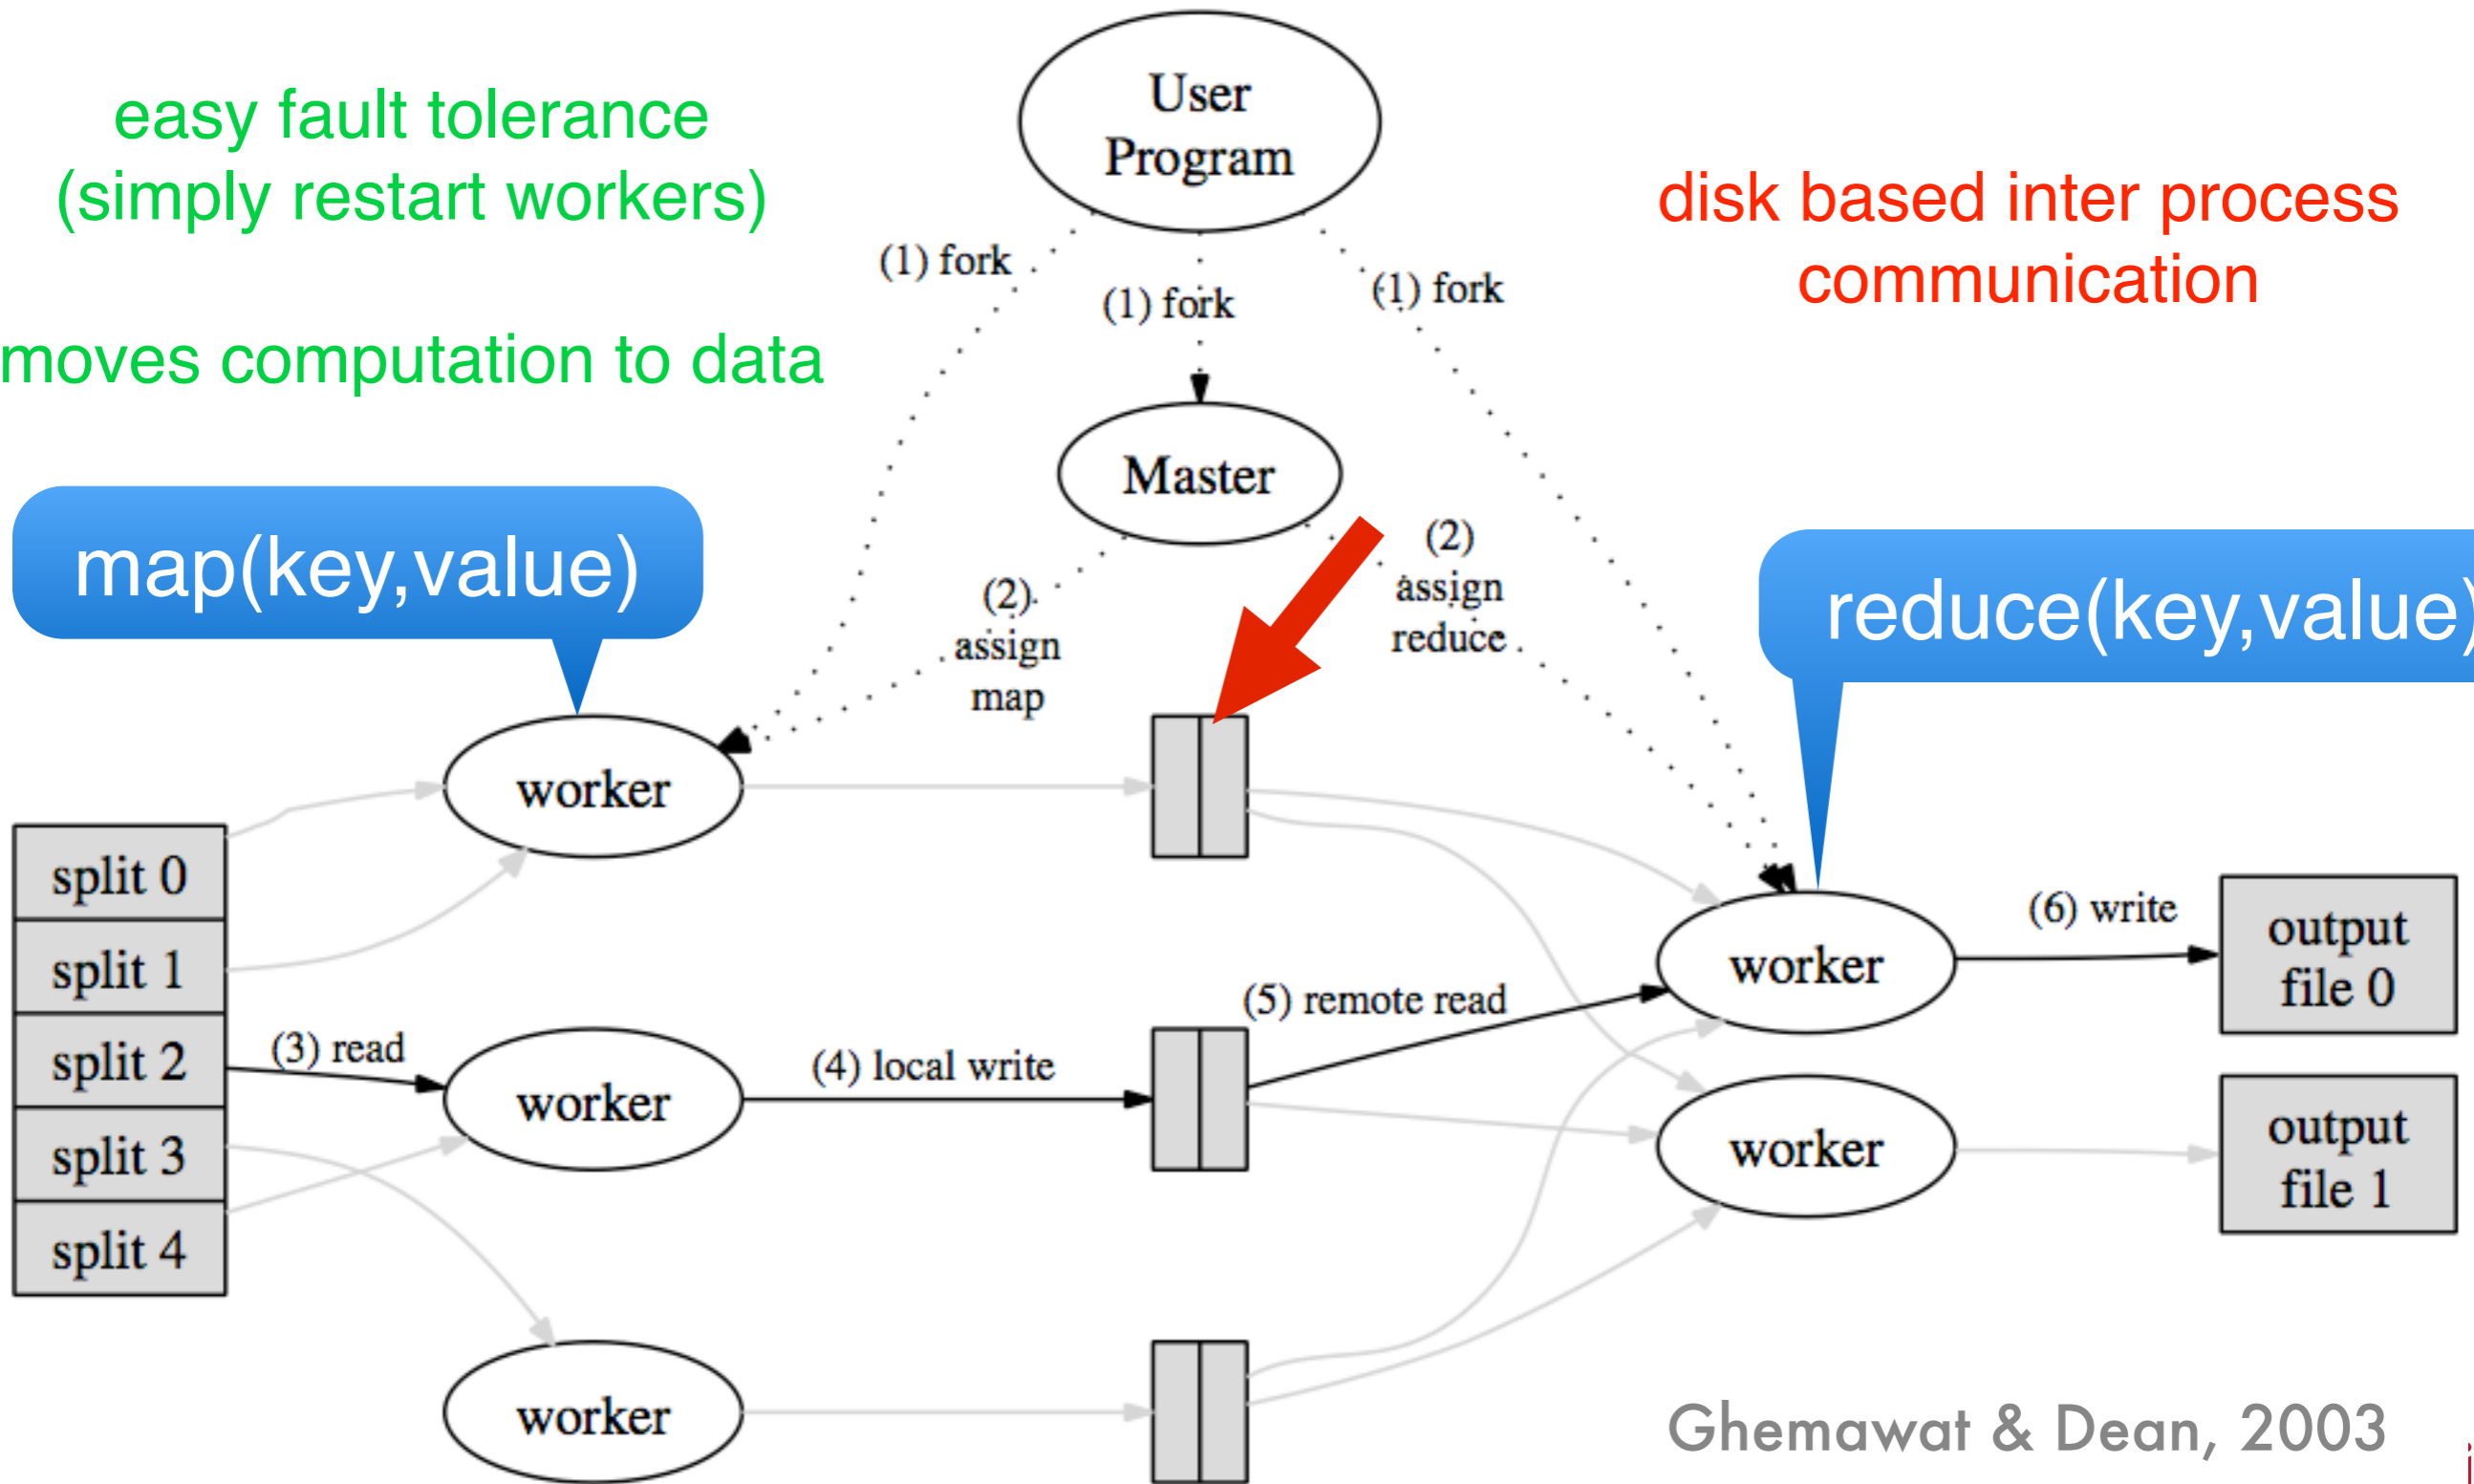 easy fault tolerance
(simply restart workers)
moves computation to data
disk based inter process
communication
User
Program
(1) fork
(1) fork
(1) fork
Master
map(key,value)
reduce(key,value)
(2)
assign
map
(2)
assign
reduce
split 0
split 1
split 2
split 3
split 4
(3) read
worker
worker
worker
(4) local write
(5) remote read
worker
worker
(6) write
output
file 0
output
file 1
Ghemawat & Dean, 2003